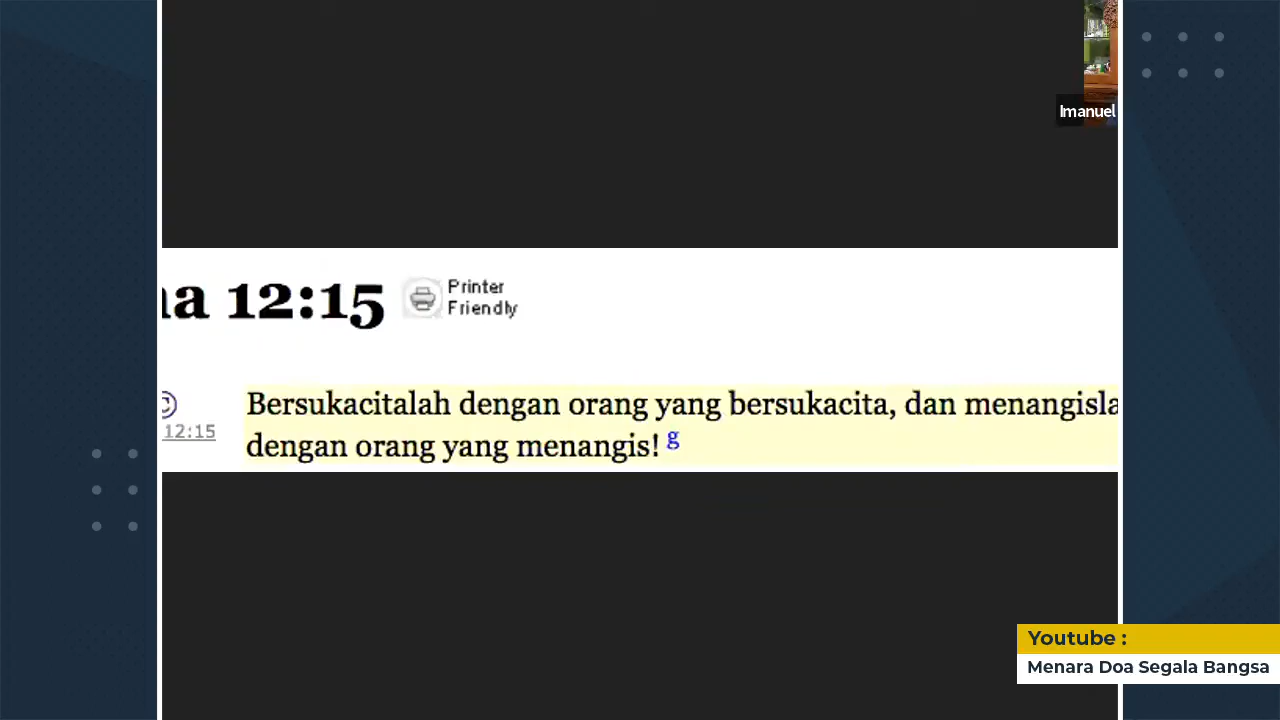 Imanuel
12:15
Printer
Friendly
12:15
Bersukacitalah dengan orang yang bersukacita, dan
dengan orang yang menangis! g
Youtube :
Menara Doa Segala Bangsa